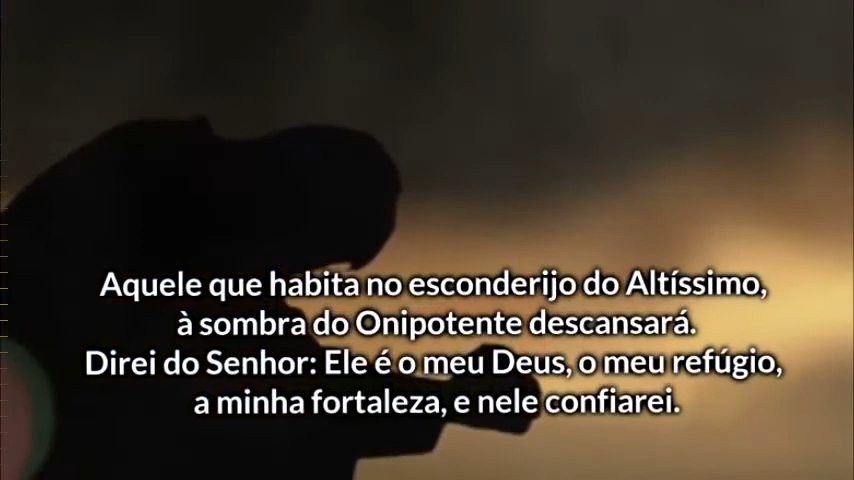 Aquele que habita no esconderijo do Altíssimo,
à sombra do Onipotente descansará.
Direi do Senhor: Ele é o meu Deus, o meu refúgio,
a minha fortaleza, e nele confiarei.